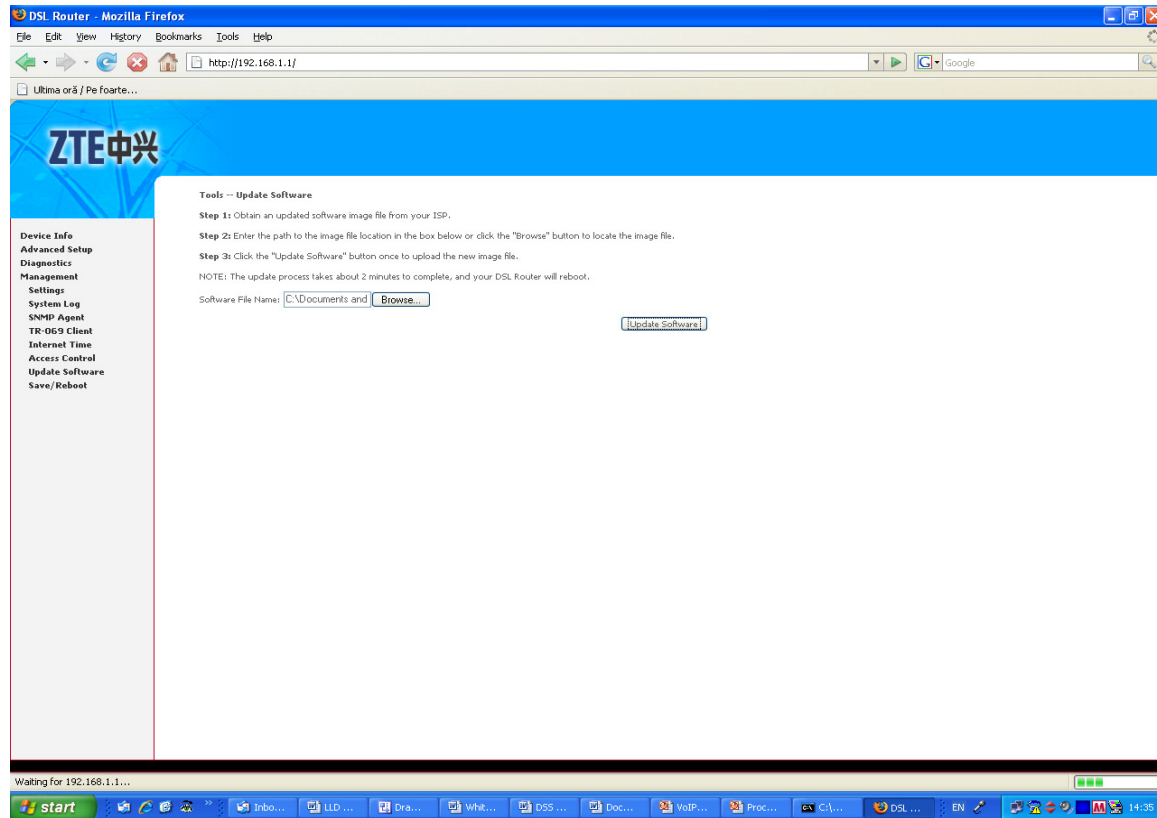 DSL Router - Mozilla Firefox
File Edit View History Bookmarks Tools Help
http://192.168.1.1/
G Google
Ultima oră / Pe foarte...
ZTE中兴
Tools -- Update Software
Step 1: Obtain an updated software image file from your ISP.
Step 2: Enter the path to the image file location in the box below or click the "Browse" button to locate the image file.
Step 3: Click the "Update Software" button once to upload the new image file.
NOTE: The update process takes about 2 minutes to complete, and your DSL Router will reboot.
Software File Name: C:\Documents and Browse...
Update Software
Device Info
Advanced Setup
Diagnostics
Management
Settings
System Log
SNMP Agent
TR-069 Client
Internet Time
Access Control
Update Software
Save/Reboot
Waiting for 192.168.1.1...
start Inbo... LLD ... Dra... Whit... DSS ... Doc... VoIP... Proc... C:\... DSL ... EN M 14:35